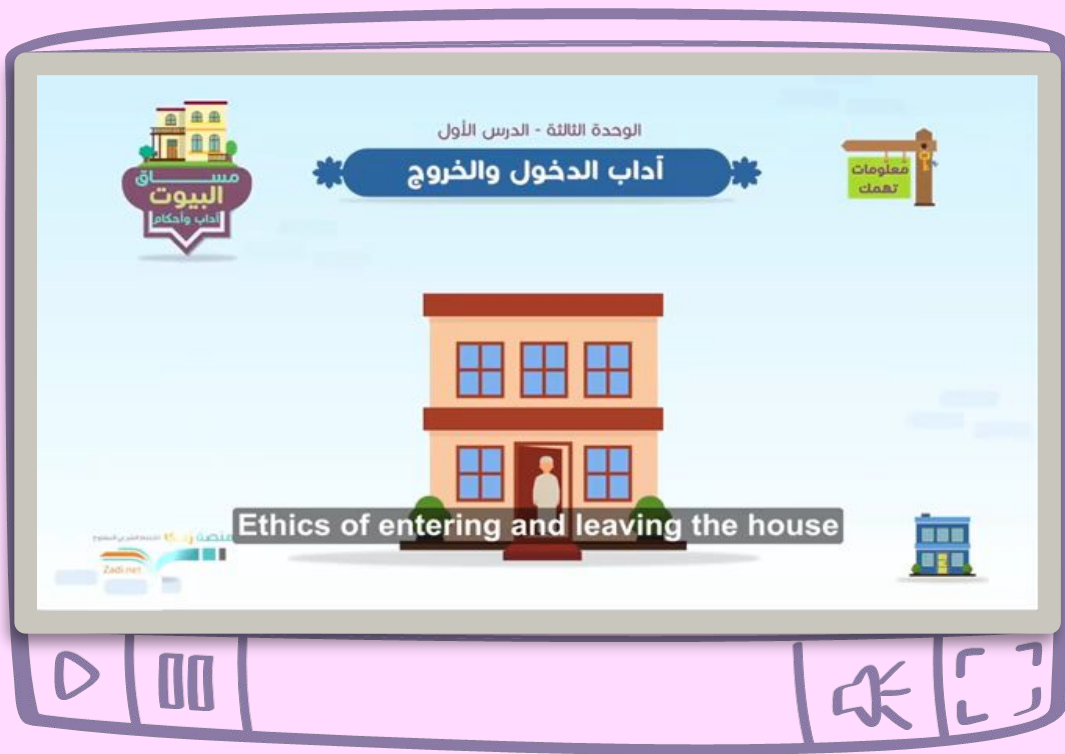 الوحدة الثالثة - الدرس الأول
آداب الدخول والخروج
معلومات
تهمك
مساق
البيوت
آداب وأحكام
Ethics of entering and leaving the house
منصة
Zadi.net